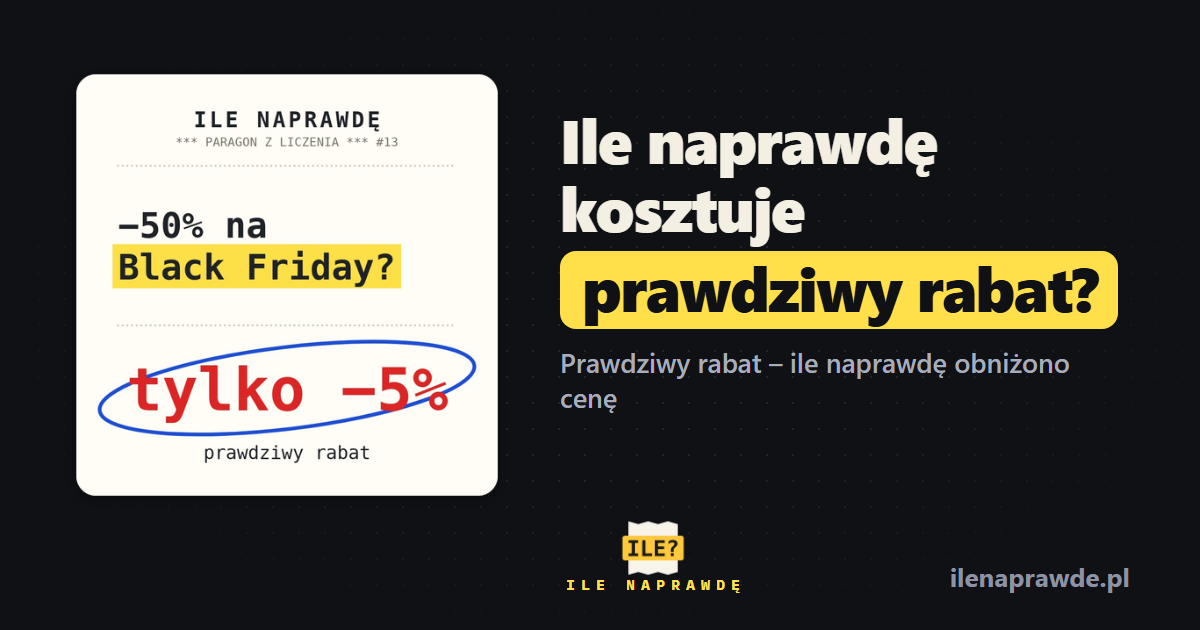 ILE NAPRAWDĘ
*** PARAGON Z LICZENIA *** #13
−50% na
Black Friday?
tylko −5%
prawdziwy rabat
Ile naprawdę
kosztuje
prawdziwy rabat?
Prawdziwy rabat – ile naprawdę obniżono
cenę
ILE?
ILE NAPRAWDĘ
ilenaprawde.pl